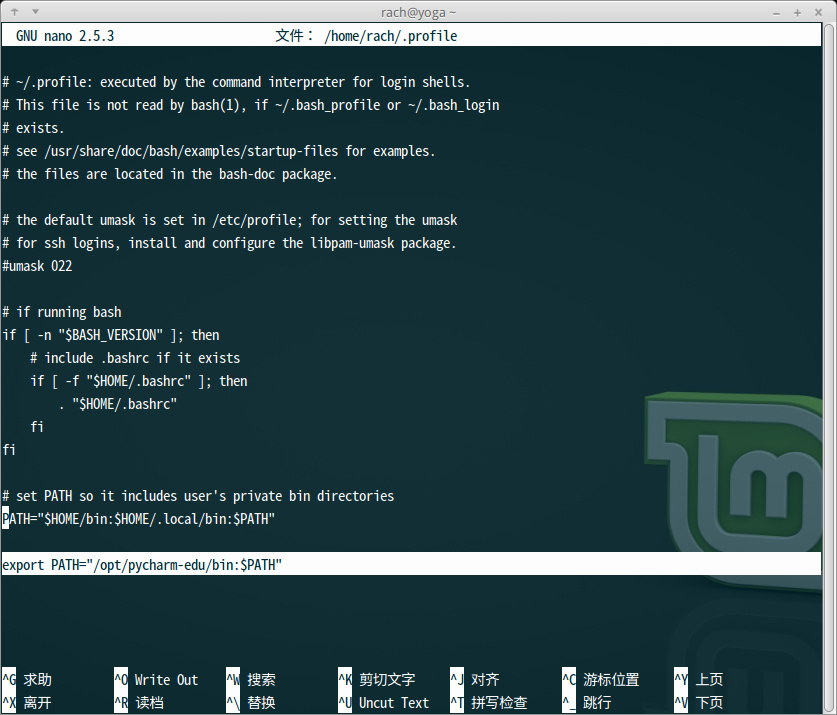 rach@yoga ~
GNU nano 2.5.3 文件: /home/rach/.profile
# ~/.profile: executed by the command interpreter for login shells.
# This file is not read by bash(1), if ~/.bash_profile or ~/.bash_login
# exists.
# see /usr/share/doc/bash/examples/startup-files for examples.
# the files are located in the bash-doc package.
# the default umask is set in /etc/profile; for setting the umask
# for ssh logins, install and configure the libpam-umask package.
#umask 022
# if running bash
if [ -n "$BASH_VERSION" ]; then
    # include .bashrc if it exists
    if [ -f "$HOME/.bashrc" ]; then
        . "$HOME/.bashrc"
    fi
fi
# set PATH so it includes user's private bin directories
PATH="$HOME/bin:$HOME/.local/bin:$PATH"
export PATH="/opt/pycharm-edu/bin:$PATH"
^G 求助 ^O Write Out ^W 搜索 ^K 剪切文字 ^J 对齐 ^C 游标位置 ^Y 上页
^X 离开 ^R 读档 ^\ 替换 ^U Uncut Text ^T 拼写检查 ^_ 跳行 ^V 下页